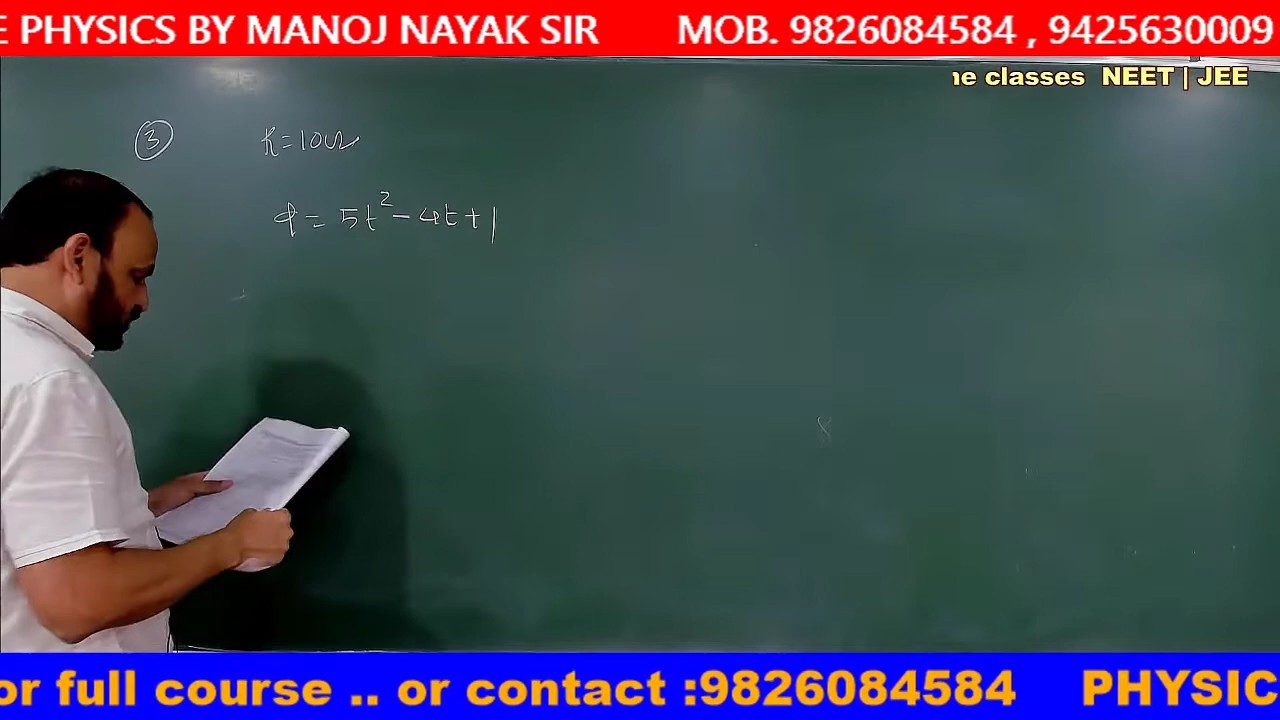 E PHYSICS BY MANOJ NAYAK SIR MOB. 9826084584 , 9425630009
ne classes NEET | JEE
3 R=10Ω
φ= 5t²-4t+1
or full course .. or contact :9826084584 PHYSIC